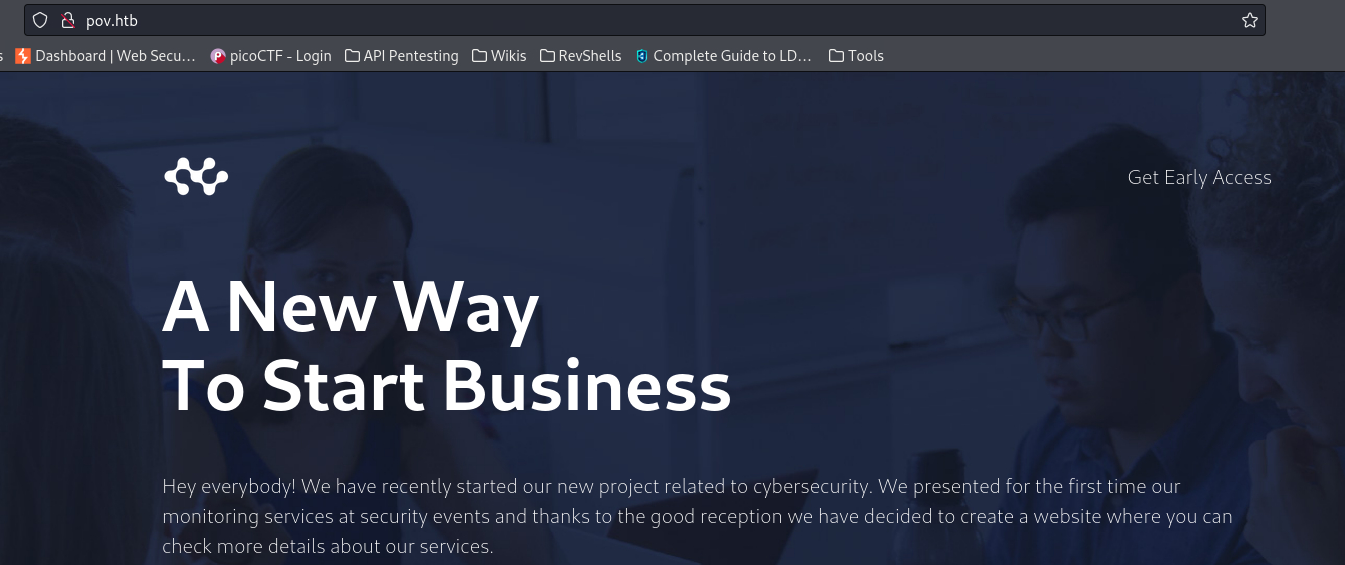 pov.htb
s Dashboard | Web Secu… picoCTF - Login API Pentesting Wikis RevShells Complete Guide to LD… Tools
Get Early Access
A New Way
To Start Business
Hey everybody! We have recently started our new project related to cybersecurity. We presented for the first time our
monitoring services at security events and thanks to the good reception we have decided to create a website where you can
check more details about our services.